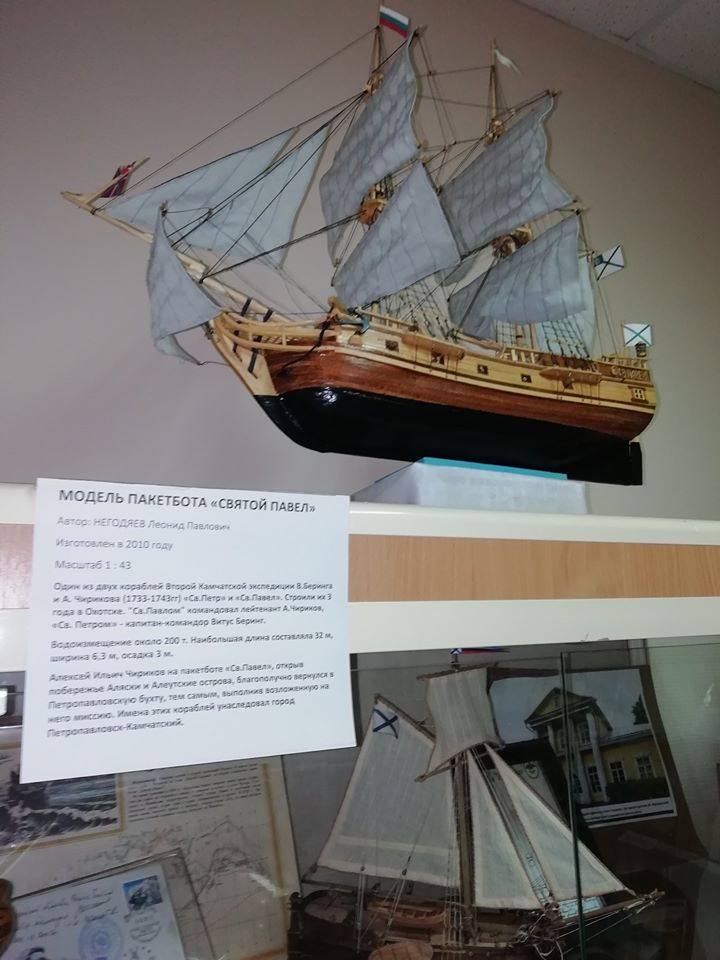 МОДЕЛЬ ПАКЕТБОТА «СВЯТОЙ ПАВЕЛ»
Автор: НЕГОДЯЕВ Леонид Павлович
Изготовлен в 2010 году
Масштаб 1 : 43
Один из двух кораблей Второй Камчатской экспедиции В.Беринга
и А. Чирикова (1733-1743гг) «Св.Петр» и «Св.Павел». Строили их 3
года в Охотске. "Св.Павлом" командовал лейтенант А.Чириков,
«Св. Петром» - капитан-командор Витус Беринг.
Водоизмещение около 200 т. Наибольшая длина составляла 32 м,
ширина 6,3 м, осадка 3 м.
Алексей Ильич Чириков на пакетботе «Св.Павел», открыв
побережье Аляски и Алеутские острова, благополучно вернулся в
Петропавловскую бухту, тем самым, выполнив возложенную на
него миссию. Имена этих кораблей унаследовал город
Петропавловск-Камчатский.